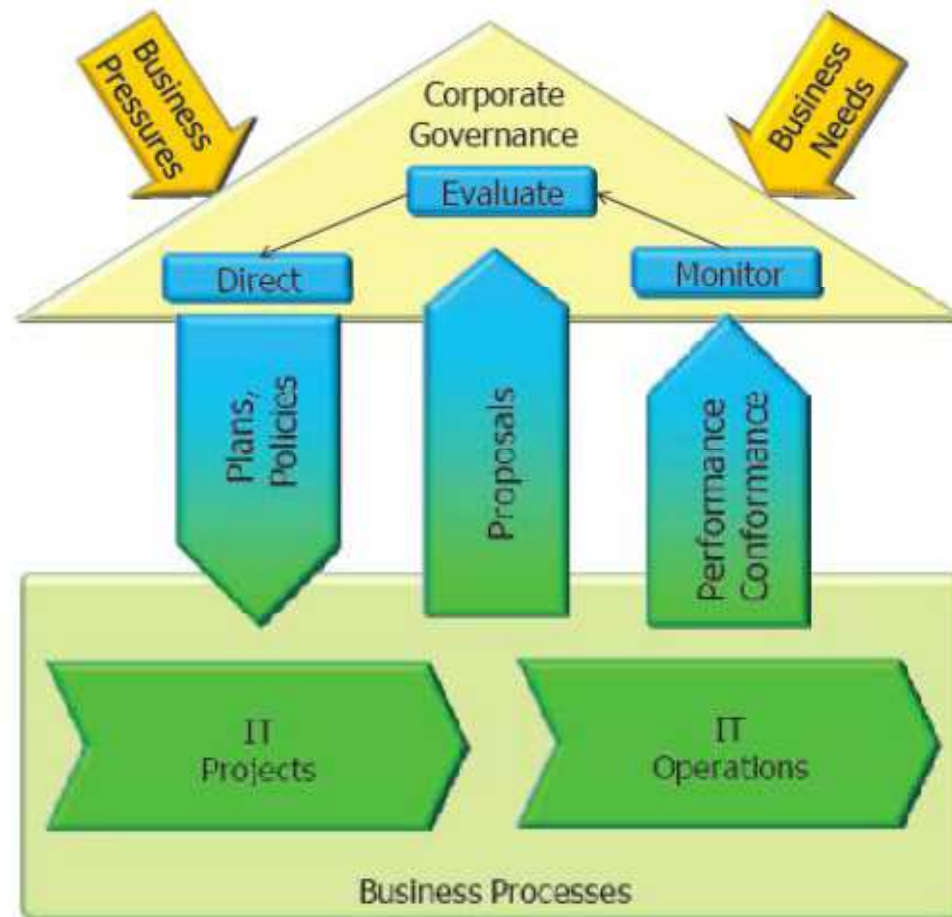 Business
Pressures
Business
Needs
Corporate
Governance
Evaluate
Direct
Monitor
Plans,
Policies
Proposals
Performance
Conformance
IT
Projects
IT
Operations
Business Processes